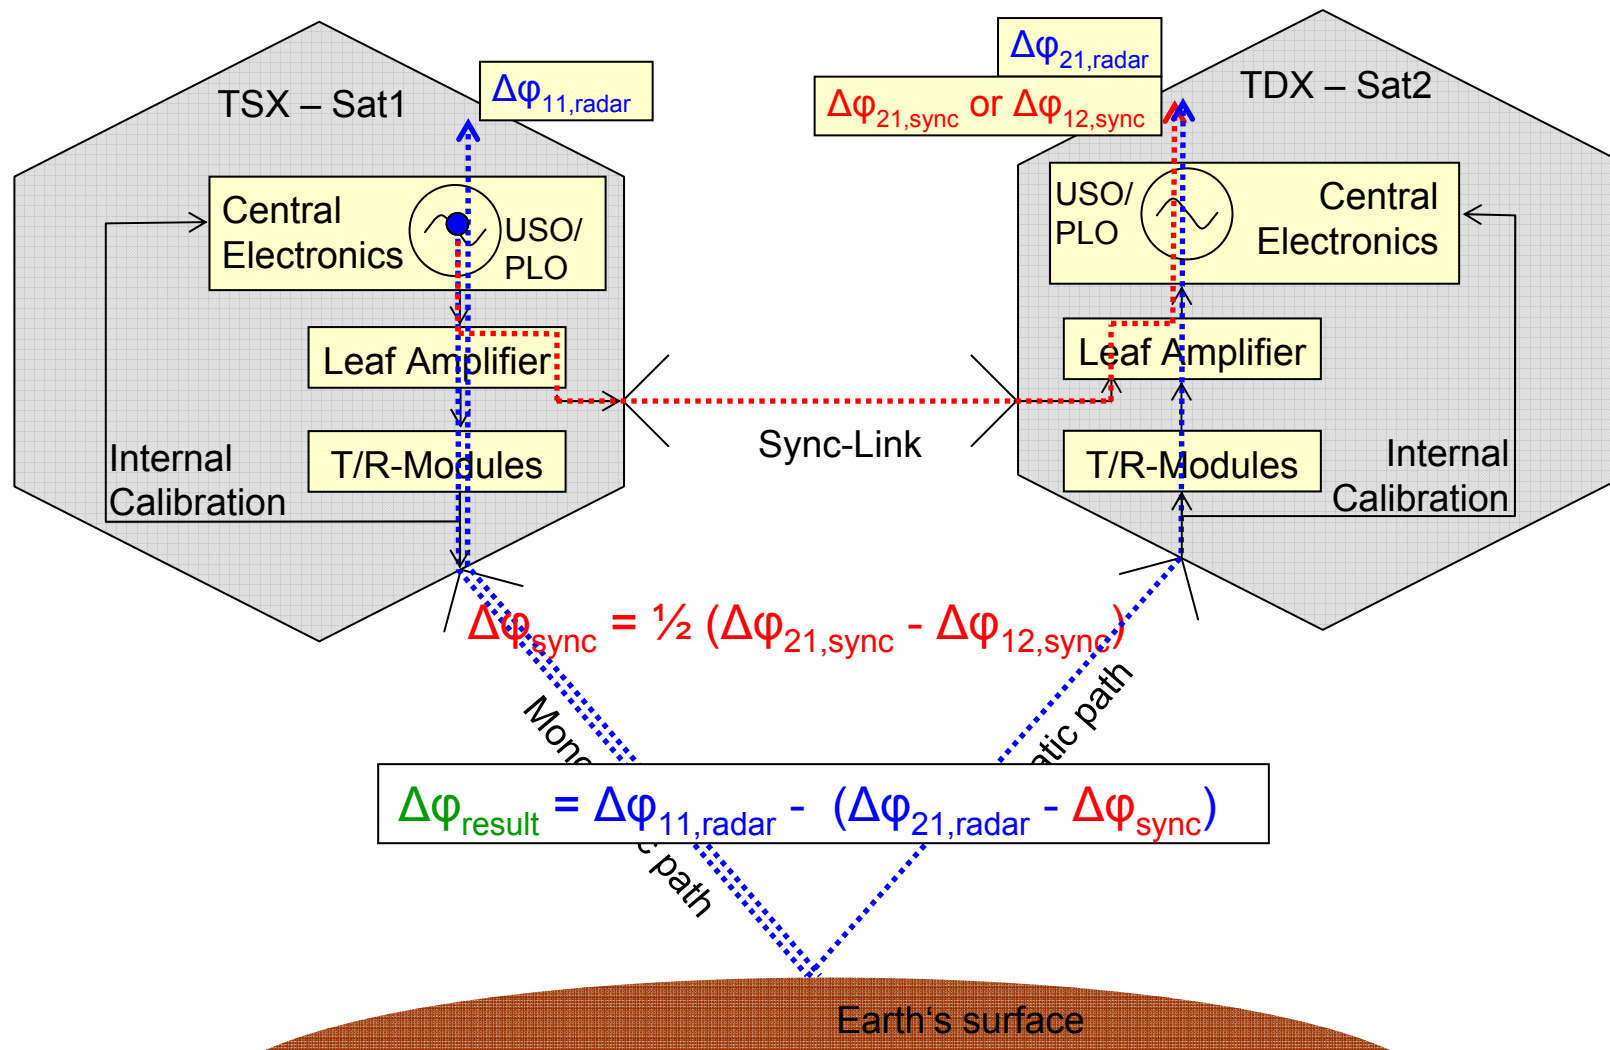 Δφ11,radar
TSX – Sat1
Central
Electronics
USO/
PLO
Leaf Amplifier
T/R-Modules
Internal
Calibration
Δφ21,radar
Δφ21,sync or Δφ12,sync
TDX – Sat2
USO/
PLO
Central
Electronics
Leaf Amplifier
T/R-Modules
Internal
Calibration
Sync-Link
Δφsync = ½ (Δφ21,sync - Δφ12,sync)
path
path
Δφresult = Δφ11,radar - (Δφ21,radar - Δφsync)
Earth‘s surface